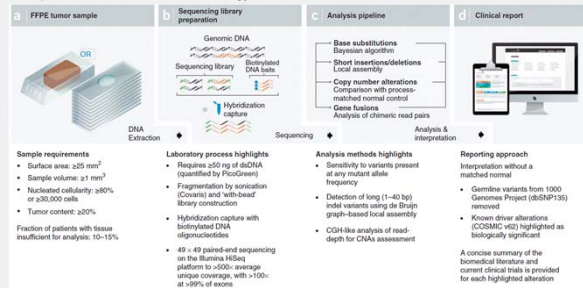 a FFPE tumor sample
OR
DNA
Extraction
Sample requirements
• Surface area: ≥25 mm²
• Sample volume: ≥1 mm³
• Nucleated cellularity: ≥80%
or ≥30,000 cells
• Tumor content: ≥20%
Fraction of patients with tissue
insufficient for analysis: 10–15%
b Sequencing library
preparation
Genomic DNA
Sequencing library
Biotinylated
DNA baits
Hybridization
capture
Sequencing
Laboratory process highlights
• Requires ≥50 ng of dsDNA
(quantified by PicoGreen)
• Fragmentation by sonication
(Covaris) and 'with-bead'
library construction
• Hybridization capture with
biotinylated DNA
oligonucleotides
• 49 × 49 paired-end sequencing
on the Illumina HiSeq
platform to >500× average
unique coverage, with >100×
at >99% of exons
c Analysis pipeline
Base substitutions
Bayesian algorithm
Short insertions/deletions
Local assembly
Copy number alterations
Comparison with process-
matched normal control
Gene fusions
Analysis of chimeric read pairs
Analysis &
interpretation
Analysis methods highlights
• Sensitivity to variants present
at any mutant allele
frequency
• Detection of long (1–40 bp)
indel variants using de Bruijn
graph–based local assembly
• CGH-like analysis of read-
depth for CNAs assessment
d Clinical report
Reporting approach
Interpretation without a
matched normal
• Germline variants from 1000
Genomes Project (dbSNP135)
removed
• Known driver alterations
(COSMIC v62) highlighted as
biologically significant
A concise summary of the
biomedical literature and
current clinical trials is provided
for each highlighted alteration